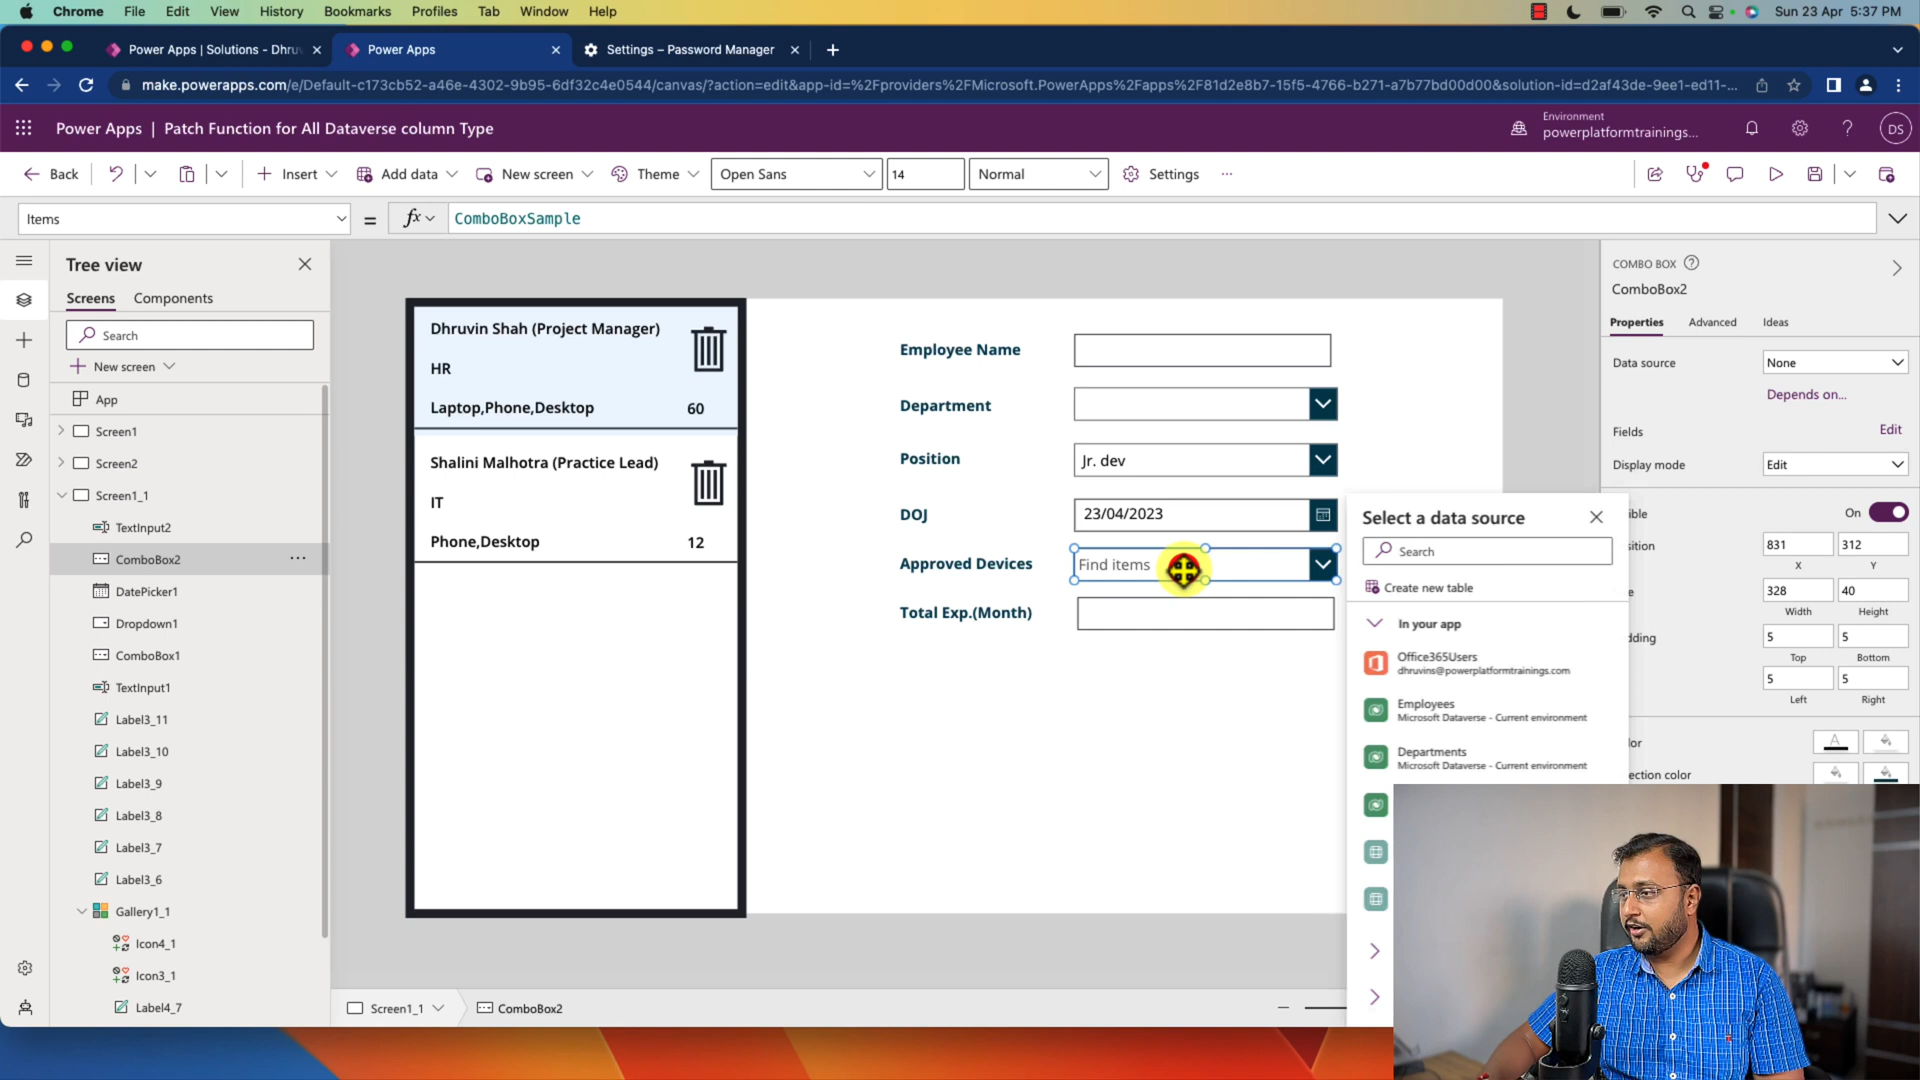 Chrome File Edit View History Bookmarks Profiles Tab Window Help Sun 23 Apr 5:37 PM
Power Apps | Solutions - Dhru Power Apps Settings – Password Manager
make.powerapps.com/e/Default-c173cb52-a46e-4302-9b95-6df32c4e0544/canvas/?action=edit&app-id=%2Fproviders%2FMicrosoft.PowerApps%2Fapps%2F81d2e8b7-15f5-4766-b271-a7b77bd00d00&solution-id=d2af43de-9ee1-ed11-...
Power Apps | Patch Function for All Dataverse column Type
Environment
powerplatformtrainings...
DS
Back Insert Add data New screen Theme Open Sans 14 Normal Settings ...
Items = fx ComboBoxSample
Tree view
Screens Components
Search
New screen
App
Screen1
Screen2
Screen1_1
TextInput2
ComboBox2 ...
DatePicker1
Dropdown1
ComboBox1
TextInput1
Label3_11
Label3_10
Label3_9
Label3_8
Label3_7
Label3_6
Gallery1_1
Icon4_1
Icon3_1
Label4_7
Dhruvin Shah (Project Manager)
HR
Laptop,Phone,Desktop 60
Shalini Malhotra (Practice Lead)
IT
Phone,Desktop 12
Employee Name
Department
Position Jr. dev
DOJ 23/04/2023
Approved Devices Find items
Total Exp.(Month)
Select a data source
Search
Create new table
In your app
Office365Users
dhruvins@powerplatformtrainings.com
Employees
Microsoft Dataverse - Current environment
Departments
Microsoft Dataverse - Current environment
COMBO BOX
ComboBox2
Properties Advanced Ideas
Data source None
Depends on...
Fields Edit
Display mode Edit
ible On
sition 831 312
X Y
e 328 40
Width Height
dding 5 5
Top Bottom
5 5
Left Right
lor
ection color
Screen1_1 ComboBox2